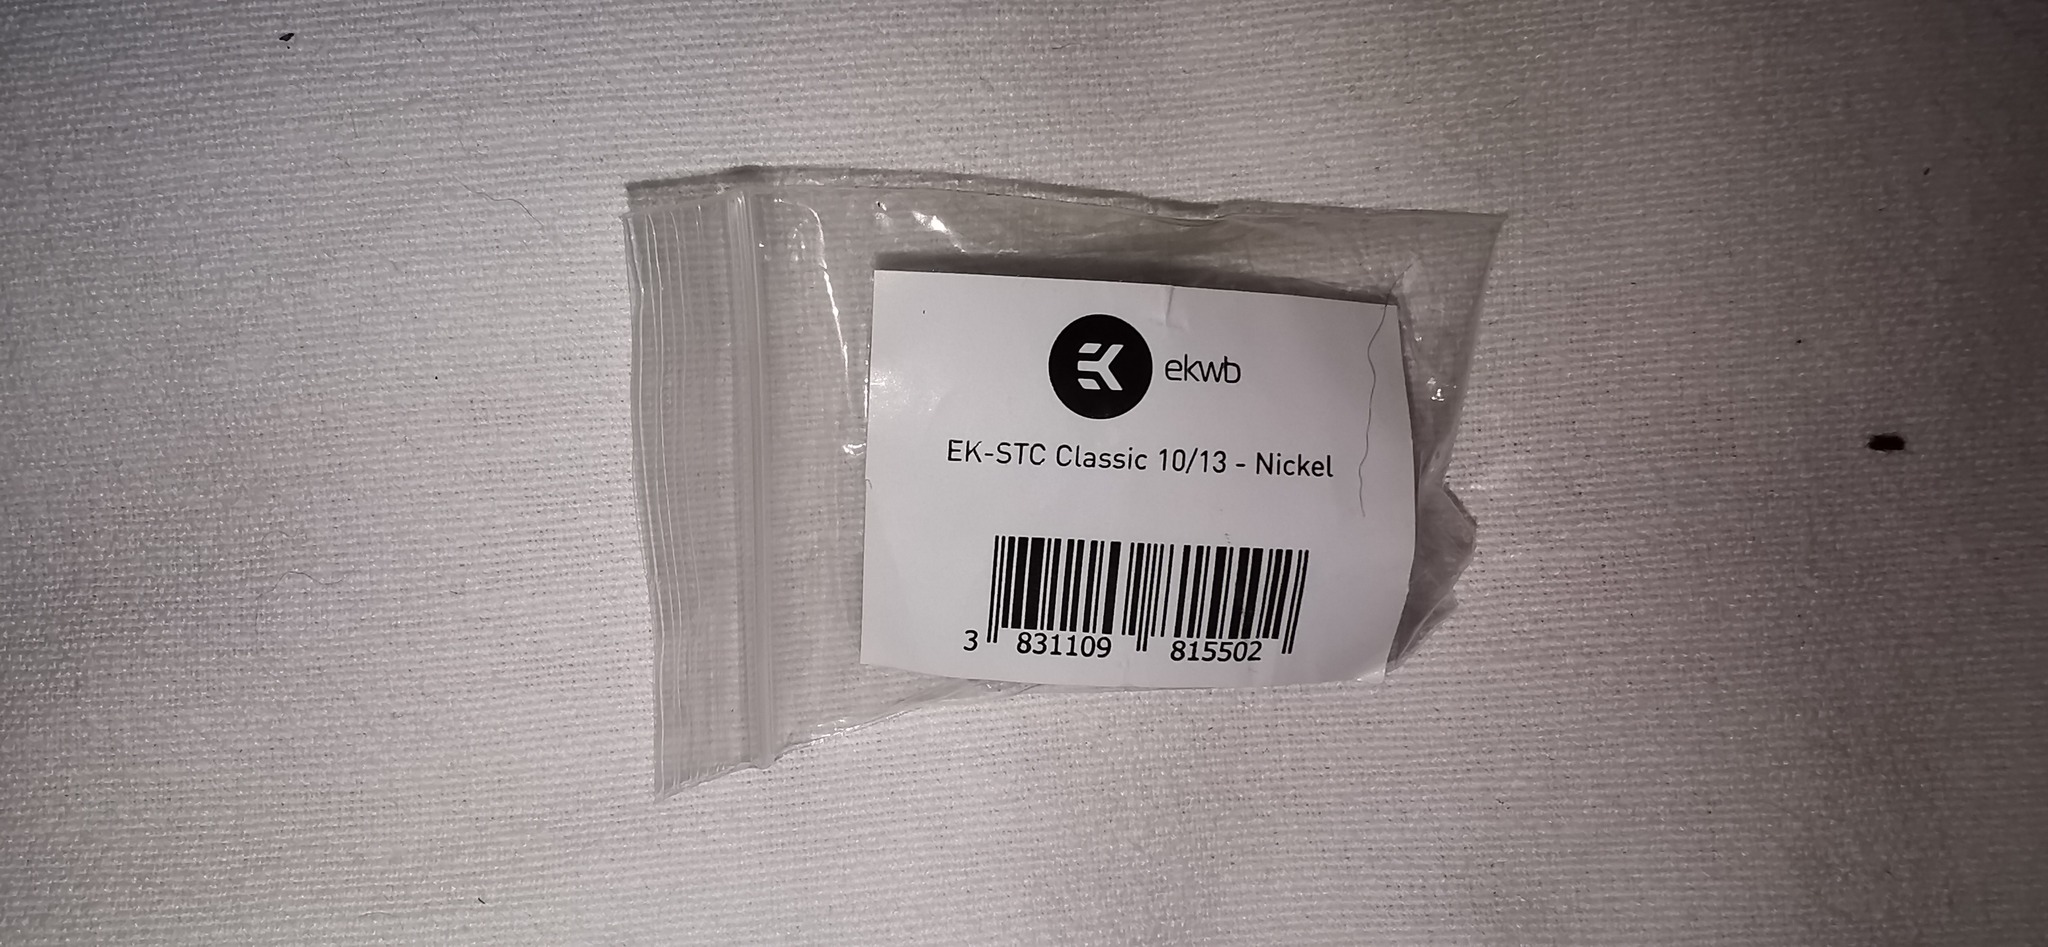 ekwb
EK-STC Classic 10/13 - Nickel
3 831109 815502